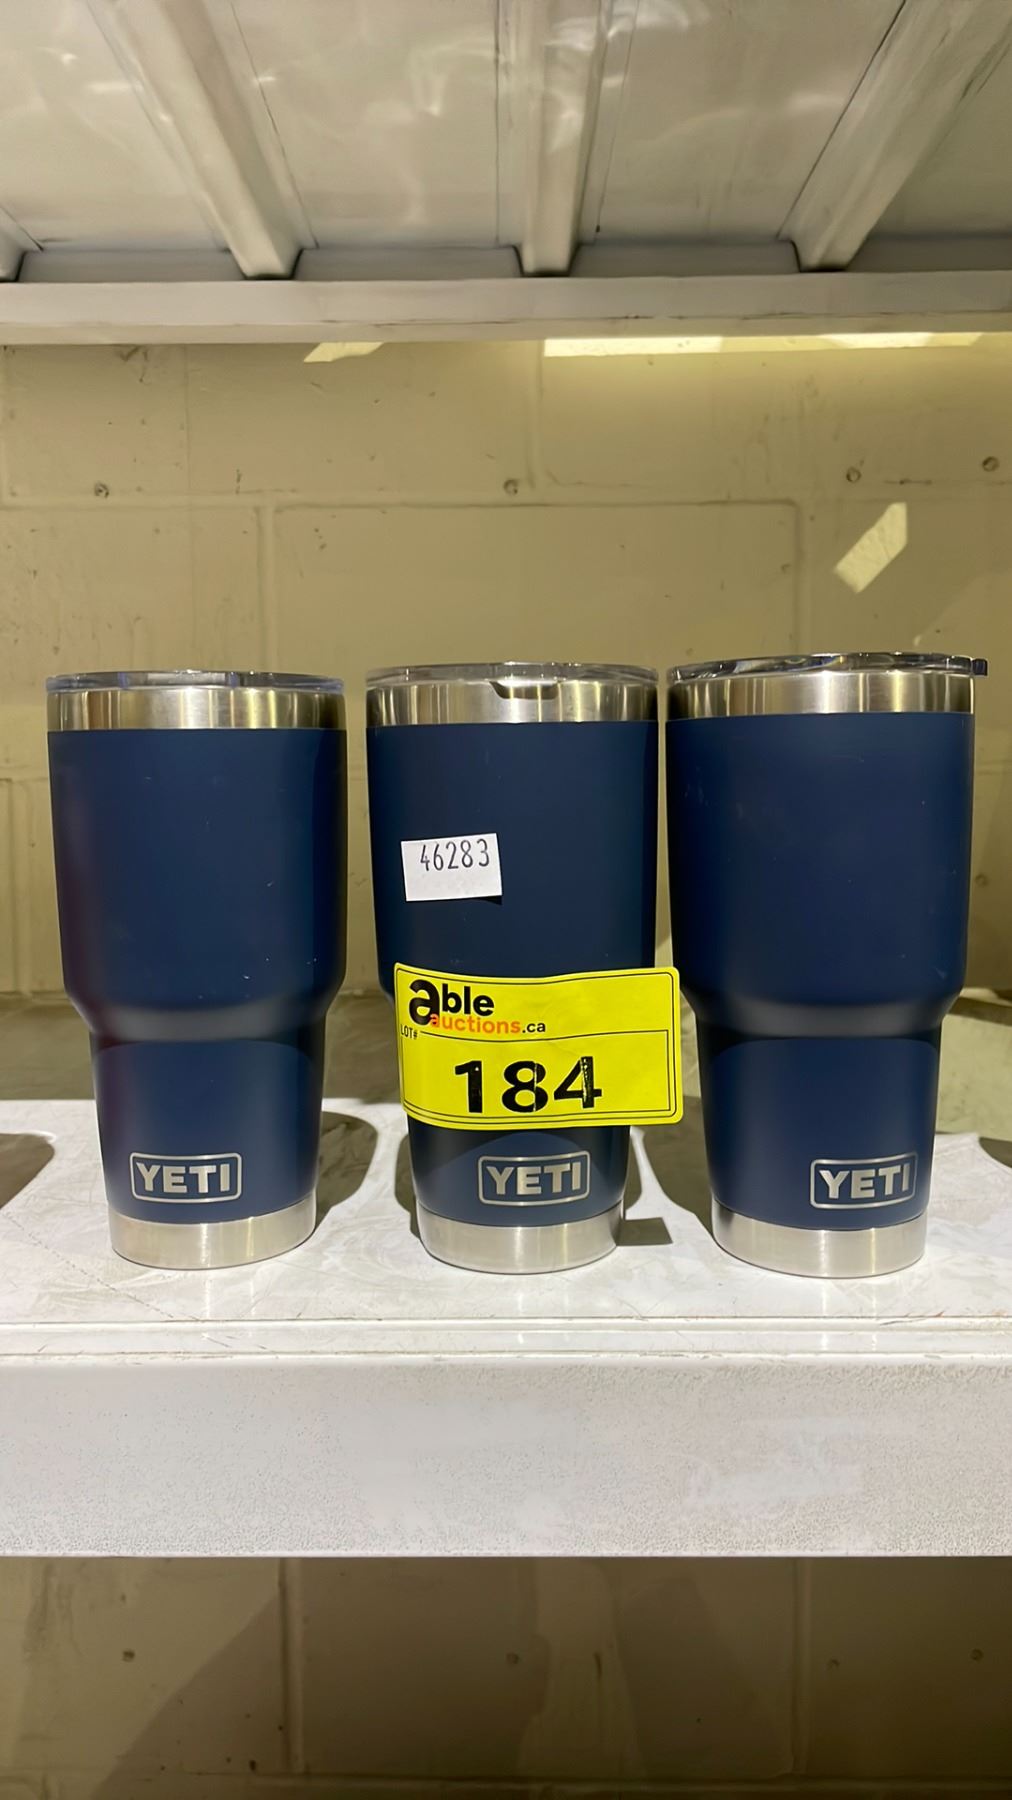 46283
able
auctions.ca
LOT#
184
YETI
YETI
YETI